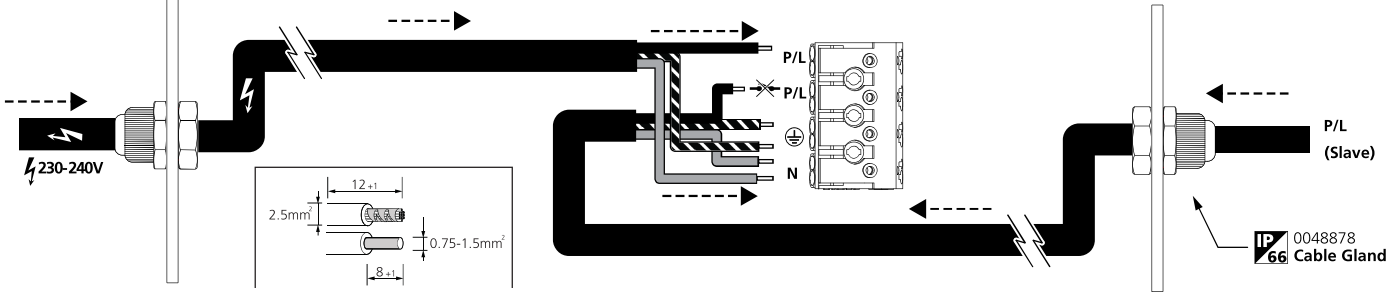 P/L
P/L
N
230-240V
P/L
(Slave)
12 +1
2.5mm²
0.75-1.5mm²
8 +1
IP 66
0048878
Cable Gland